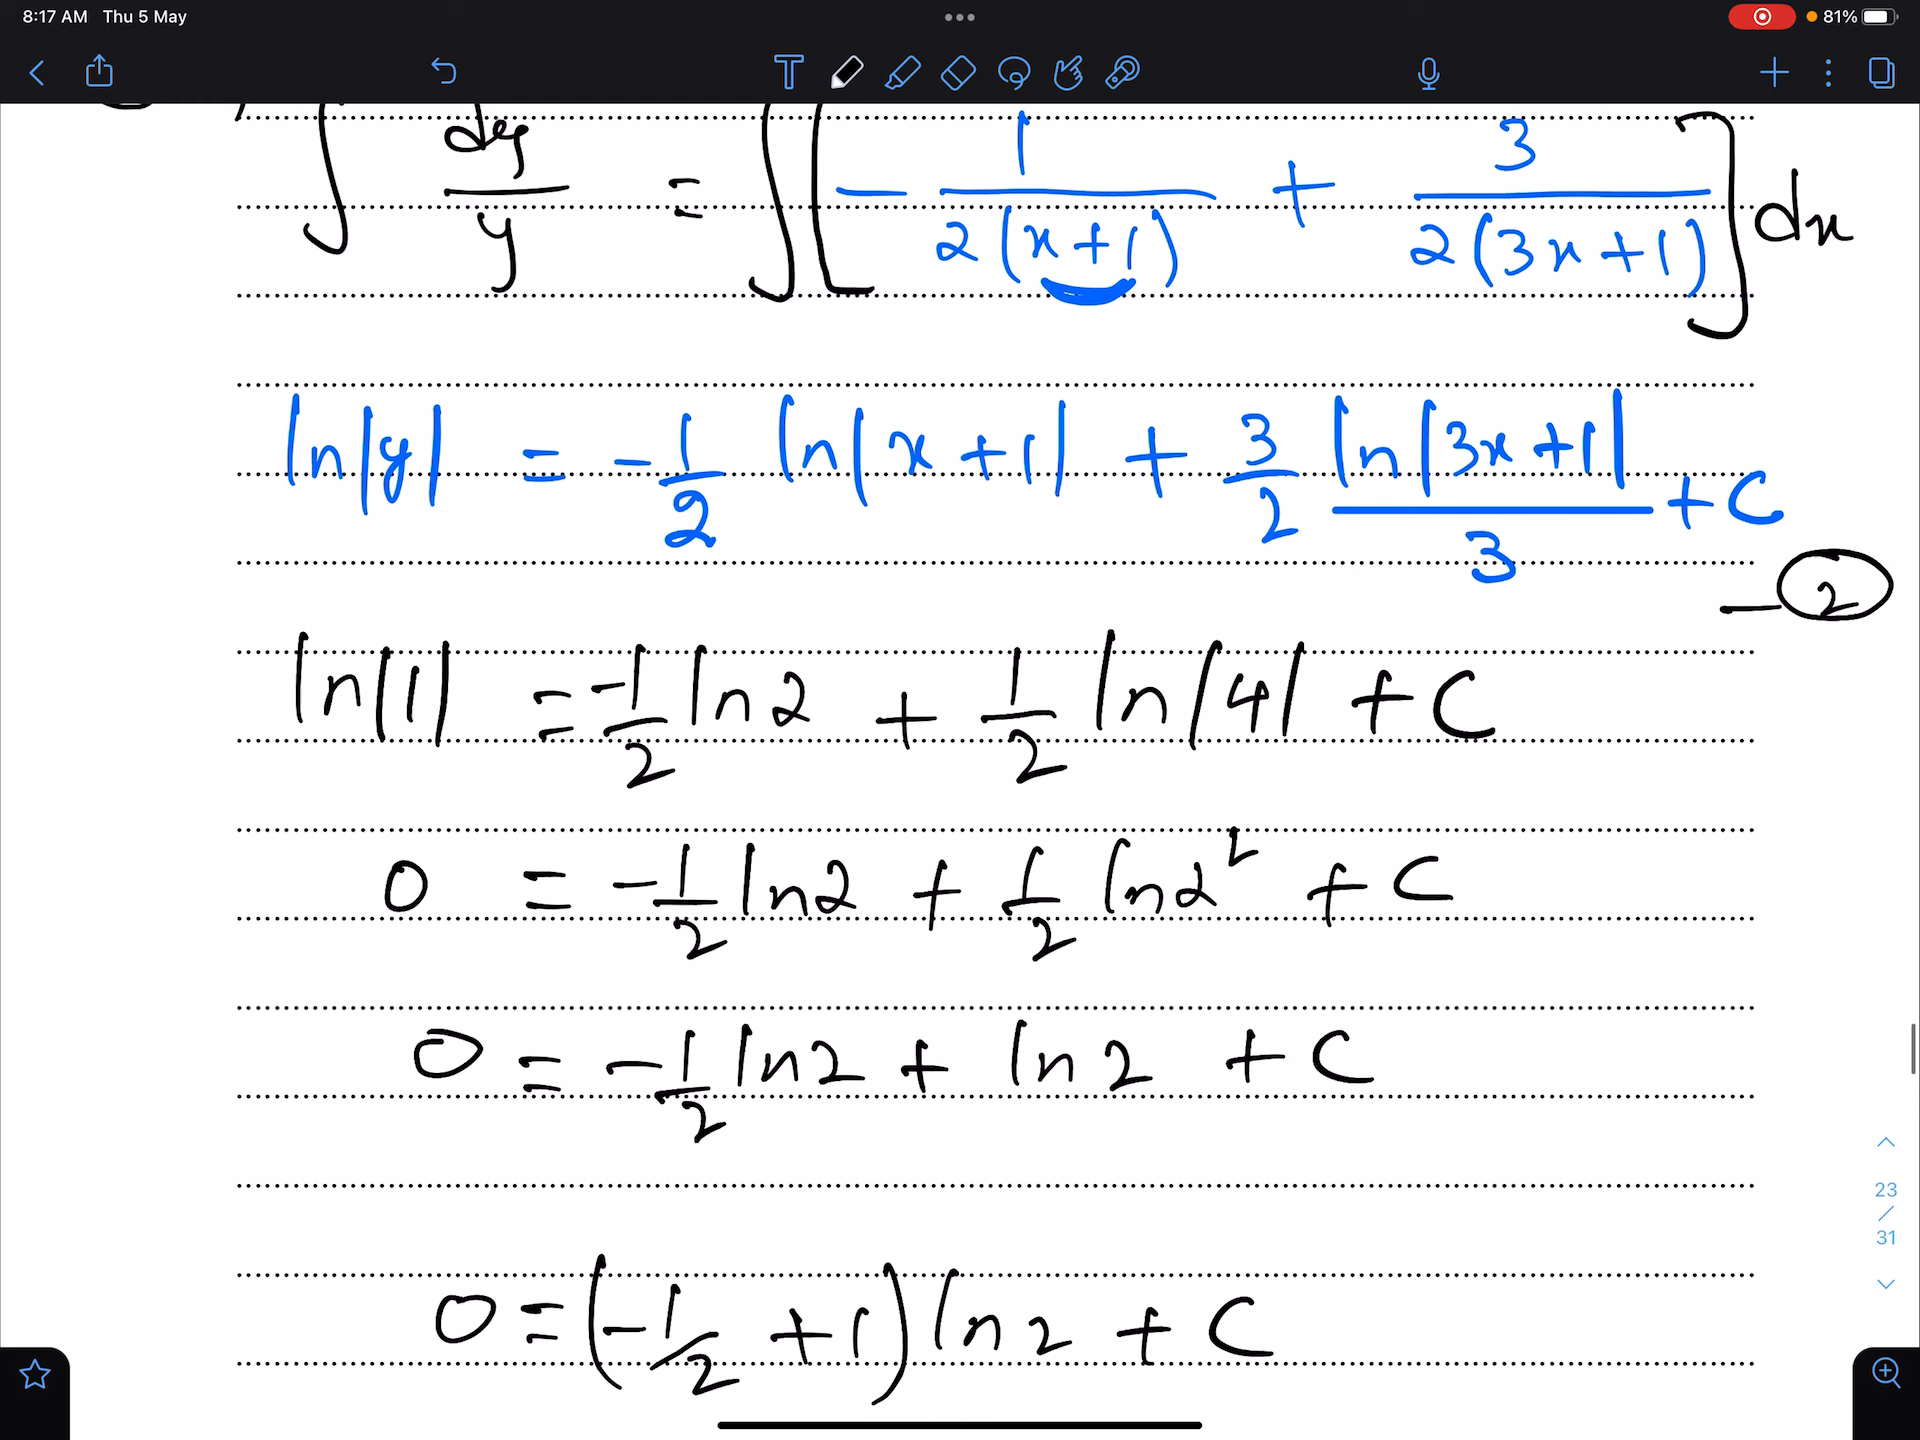 8:17 AM Thu 5 May 81%
∫ dy/y = ∫ [ - 1/2(x+1) + 3/2(3x+1) ] dx
ln|y| = -1/2 ln|x+1| + 3/2 ln|3x+1|/3 + C
— 2
ln|1| = -1/2 ln2 + 1/2 ln|4| + C
0 = -1/2 ln2 + 1/2 ln2² + C
0 = -1/2 ln2 + ln2 + C
23
/
31
0 = (-1/2 + 1) ln2 + C